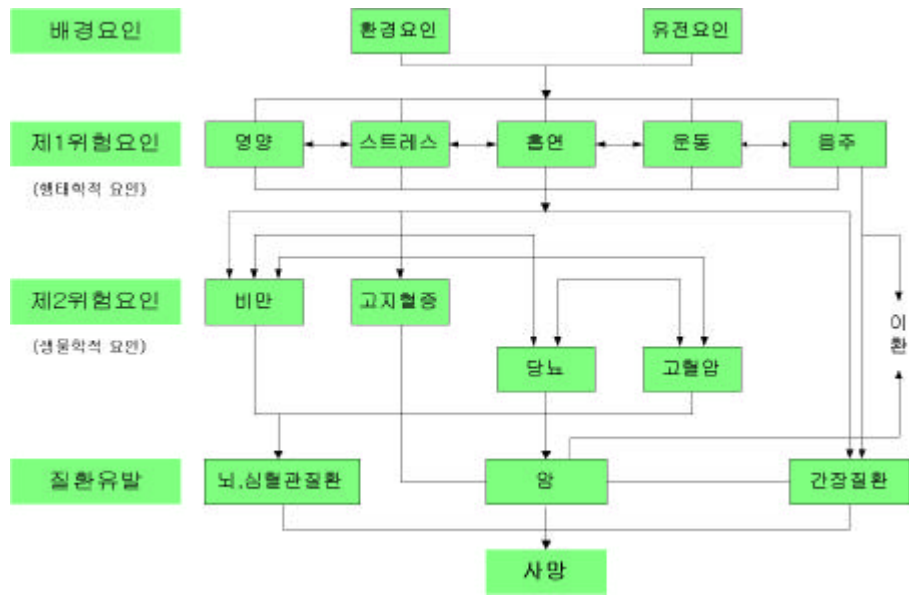 배경요인
환경요인
유전요인
제1위험요인
영양
스트레스
흡연
운동
음주
(행태학적 요인)
제2위험요인
비만
고지혈증
이
환
(생물학적 요인)
당뇨
고혈압
질환유발
뇌,심혈관질환
암
간장질환
사망